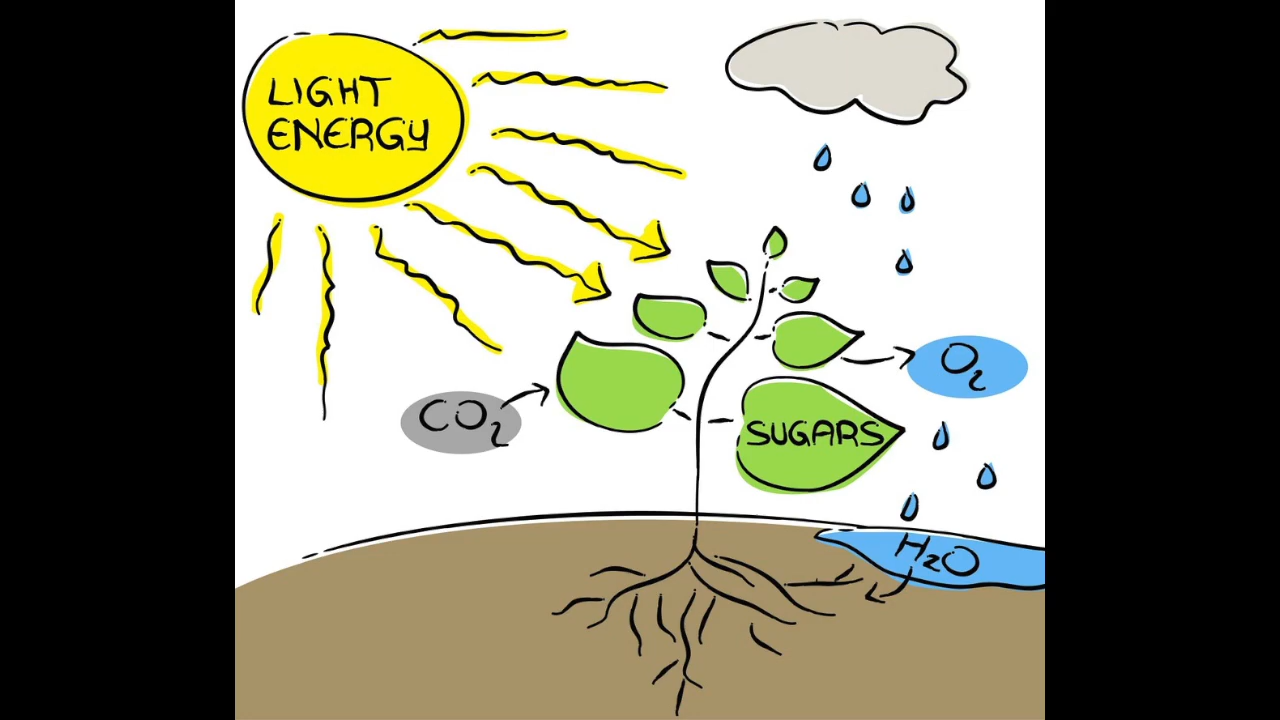 LIGHT
ENERGY
CO₂
O₂
SUGARS
H₂O